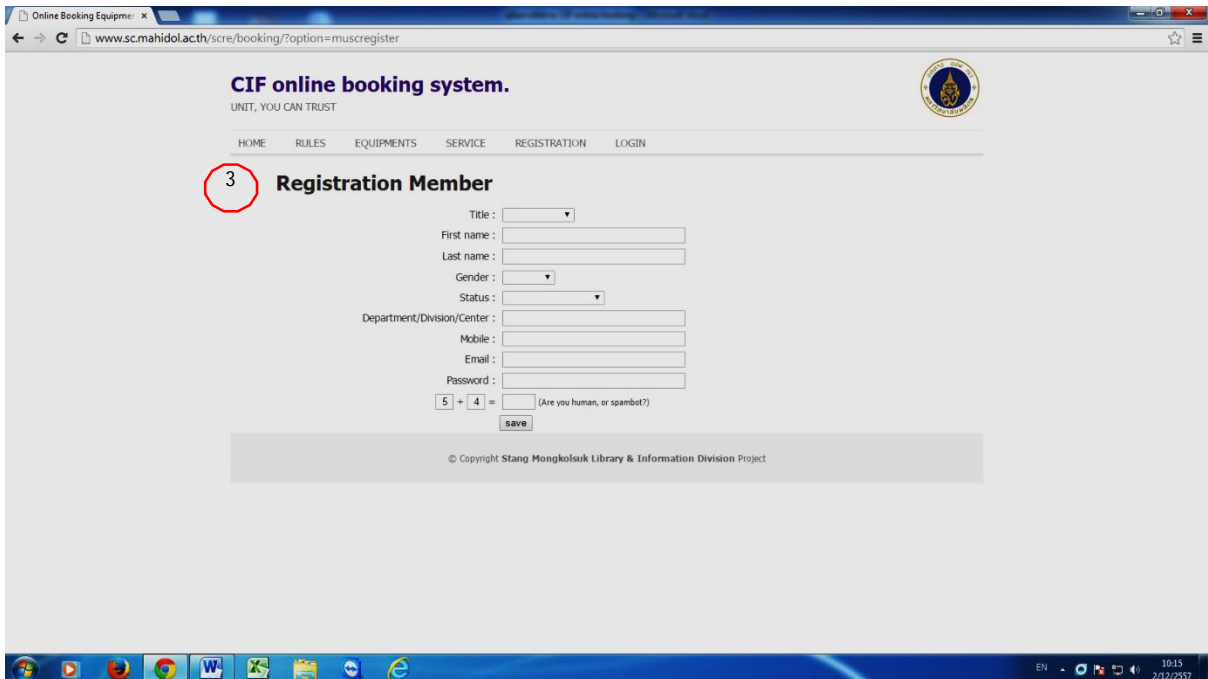 Online Booking Equipmer ×
www.sc.mahidol.ac.th/scre/booking/?option=muscregister
CIF online booking system.
UNIT, YOU CAN TRUST
HOME RULES EQUIPMENTS SERVICE REGISTRATION LOGIN
3
Registration Member
Title :
First name :
Last name :
Gender :
Status :
Department/Division/Center :
Mobile :
Email :
Password :
5 + 4 = (Are you human, or spambot?)
save
© Copyright Stang Mongkolsuk Library & Information Division Project
EN 10:15
2/12/2557